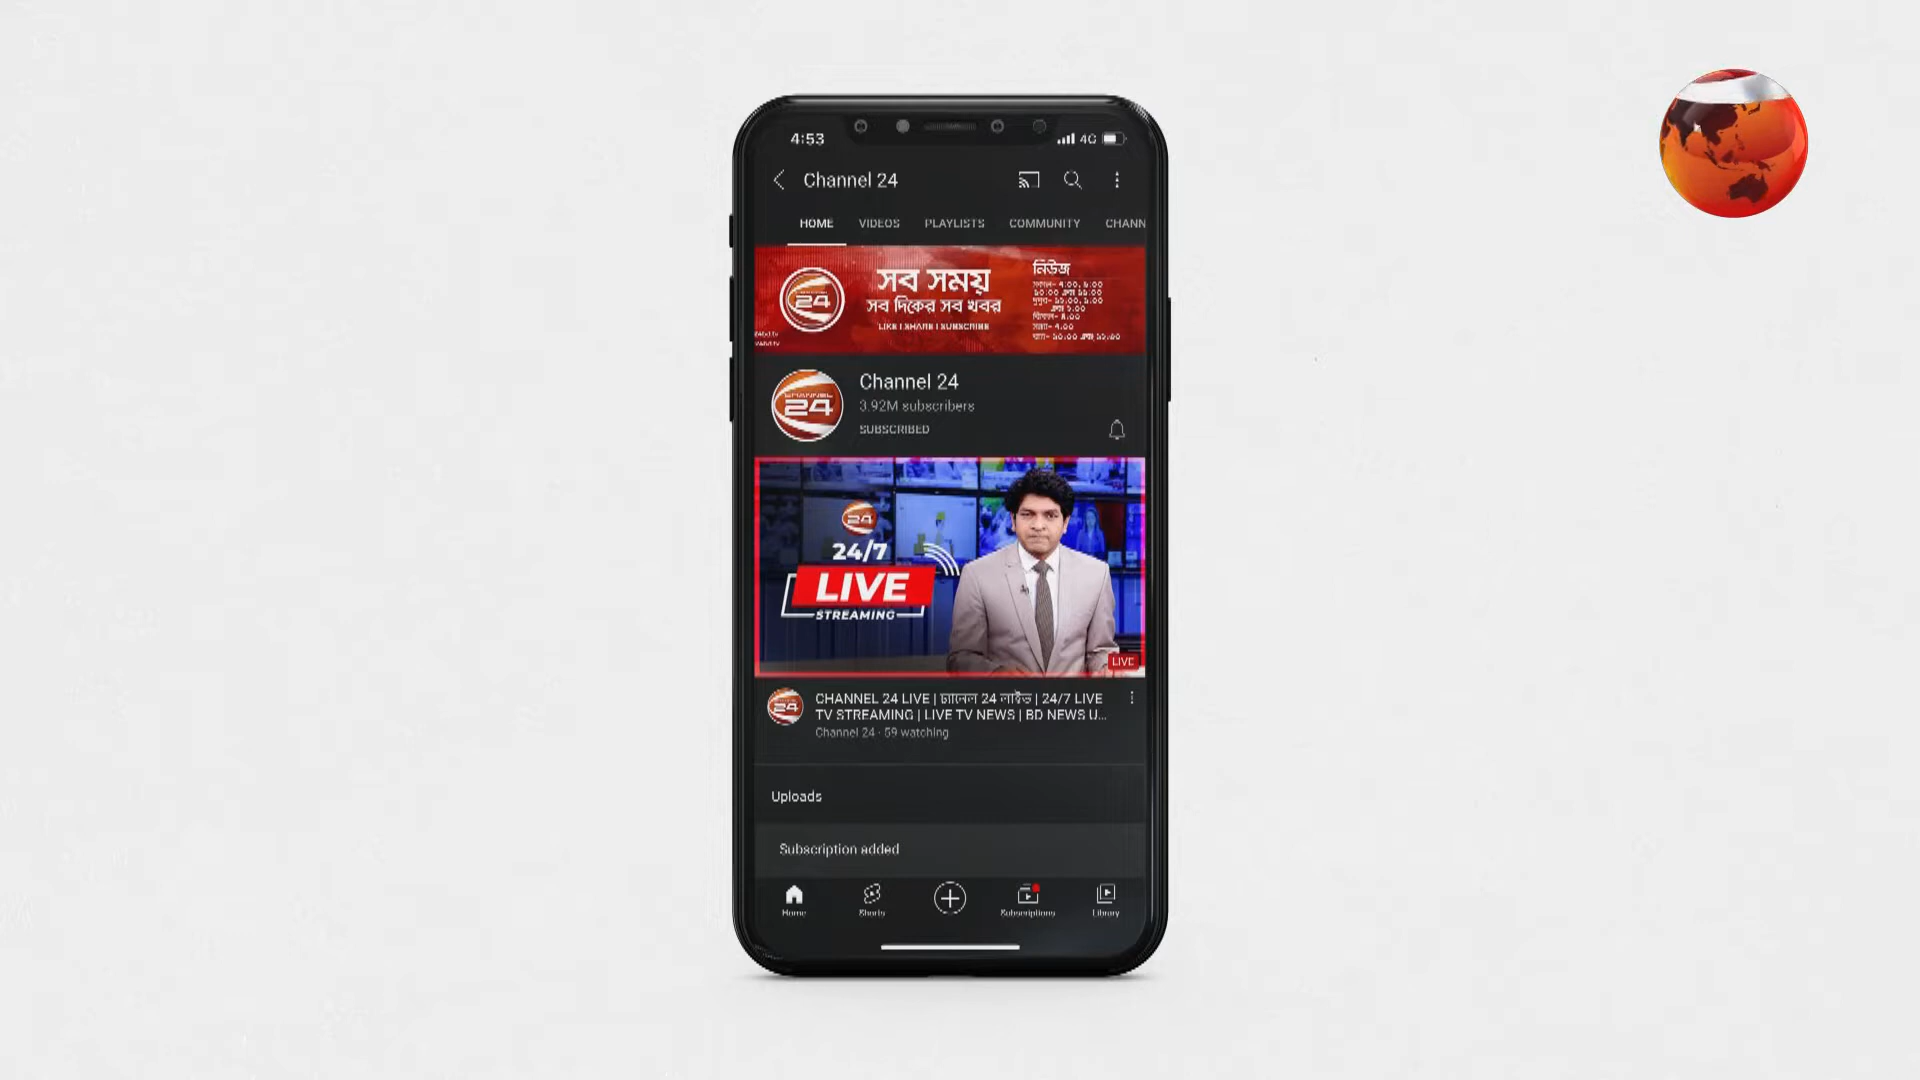 4:53
4G
Channel 24
HOME VIDEOS PLAYLISTS COMMUNITY CHANN
24
সব সময়
সব দিকের সব খবর
LIKE | SHARE | SUBSCRIBE
নিউজ
CHANNEL
24
Channel 24
3.92M subscribers
SUBSCRIBED
24
24/7
LIVE
STREAMING
LIVE
24
CHANNEL 24 LIVE | চ্যানেল 24 লাইভ | 24/7 LIVE
TV STREAMING | LIVE TV NEWS | BD NEWS U...
Channel 24 · 59 watching
Uploads
Subscription added
Home Shorts Subscriptions Library